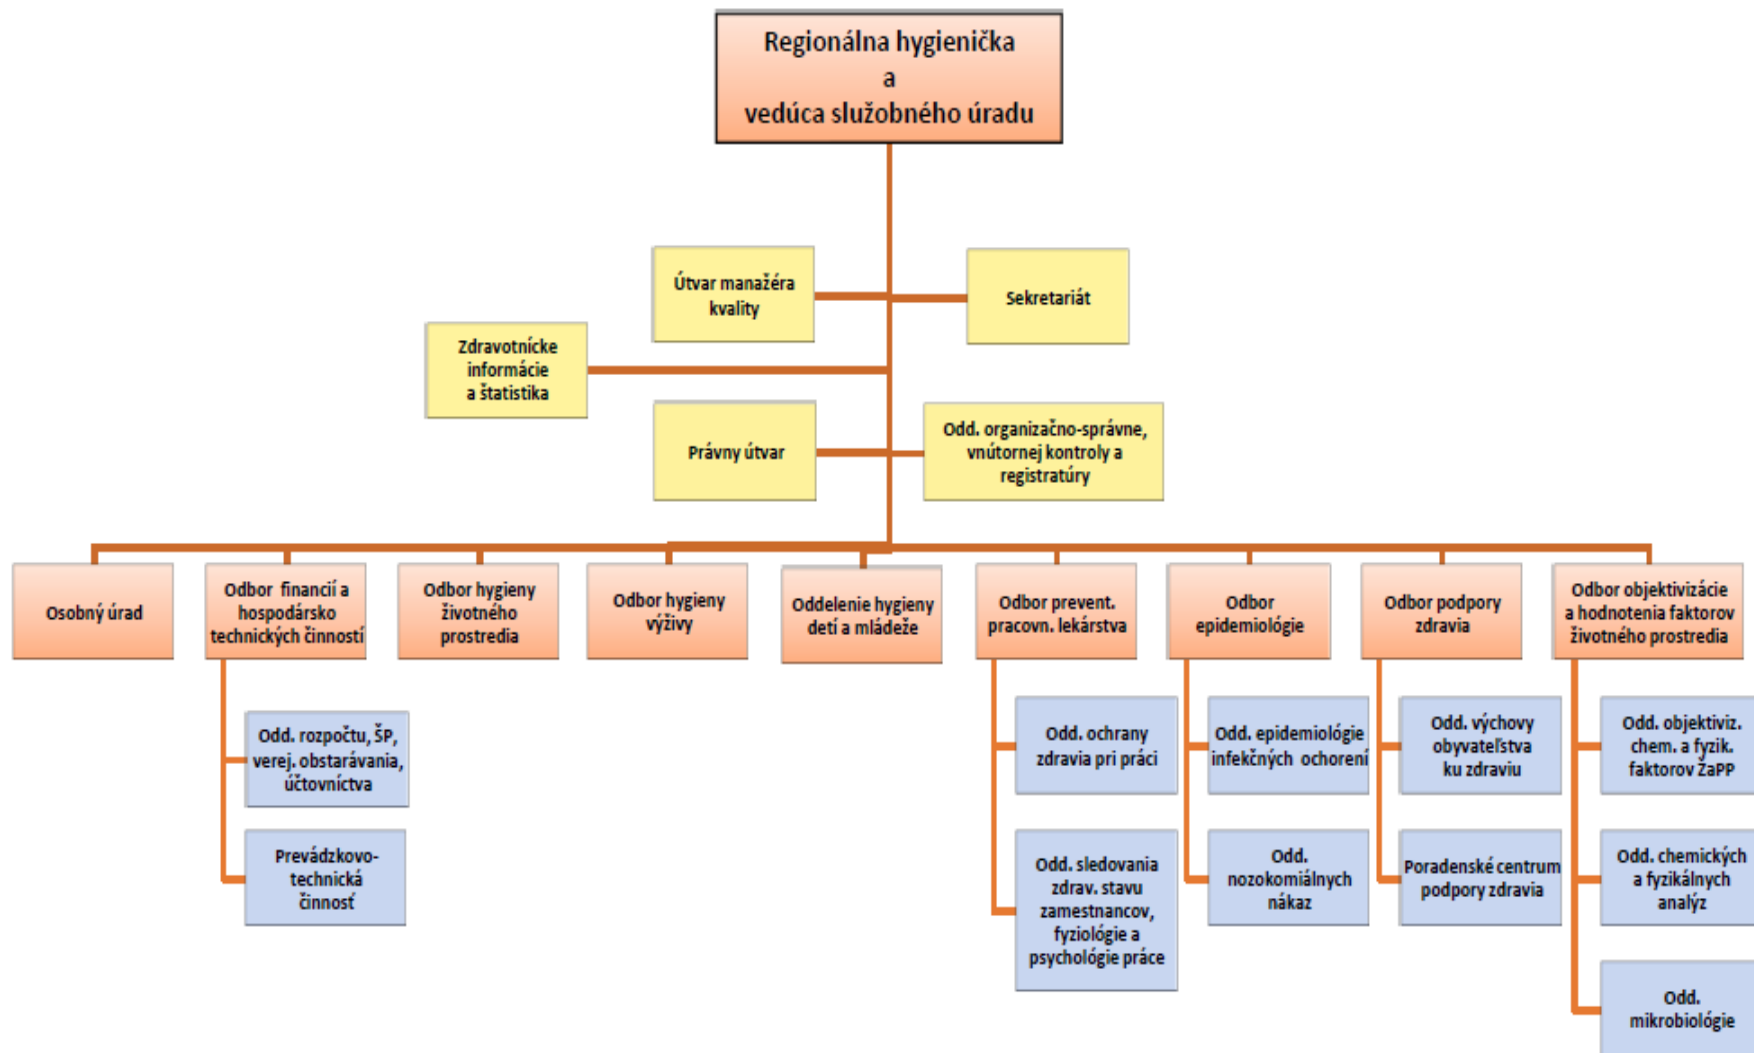 Regionálna hygienička
a
vedúca služobného úradu
Útvar manažéra
kvality
Sekretariát
Zdravotnícke
informácie
a štatistika
Právny útvar
Odd. organizačno-správne,
vnútornej kontroly a
registratúry
Osobný úrad
Odbor financií a
hospodársko
technických činností
Odbor hygieny
životného
prostredia
Odbor hygieny
výživy
Oddelenie hygieny
detí a mládeže
Odbor prevent.
pracovn. lekárstva
Odbor
epidemiológie
Odbor podpory
zdravia
Odbor objektivizácie
a hodnotenia faktorov
životného prostredia
Odd. rozpočtu, ŠP,
verej. obstarávania,
účtovníctva
Prevádzkovo-
technická
činnosť
Odd. ochrany
zdravia pri práci
Odd. sledovania
zdrav. stavu
zamestnancov,
fyziológie a
psychológie práce
Odd. epidemiológie
infekčných ochorení
Odd.
nozokomiálnych
nákaz
Odd. výchovy
obyvateľstva
ku zdraviu
Poradenské centrum
podpory zdravia
Odd. objektiviz.
chem. a fyzik.
faktorov ŽaPP
Odd. chemických
a fyzikálnych
analýz
Odd.
mikrobiológie